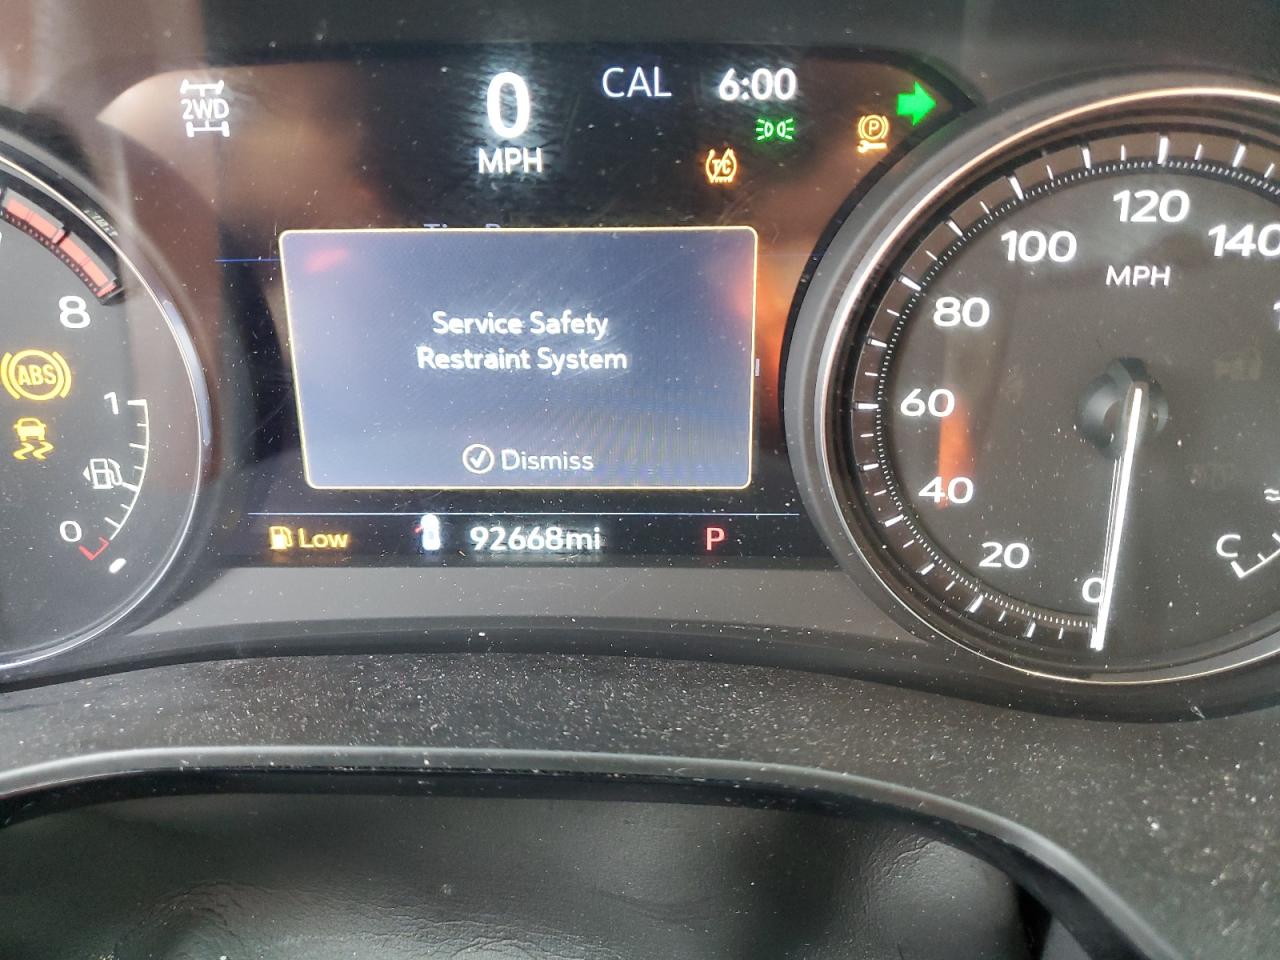 2WD
0
MPH
CAL
6:00
P
TC
Service Safety
Restraint System
Dismiss
Low
92668mi
P
8
ABS
1
0
120
100
140
MPH
80
60
40
20
0
C